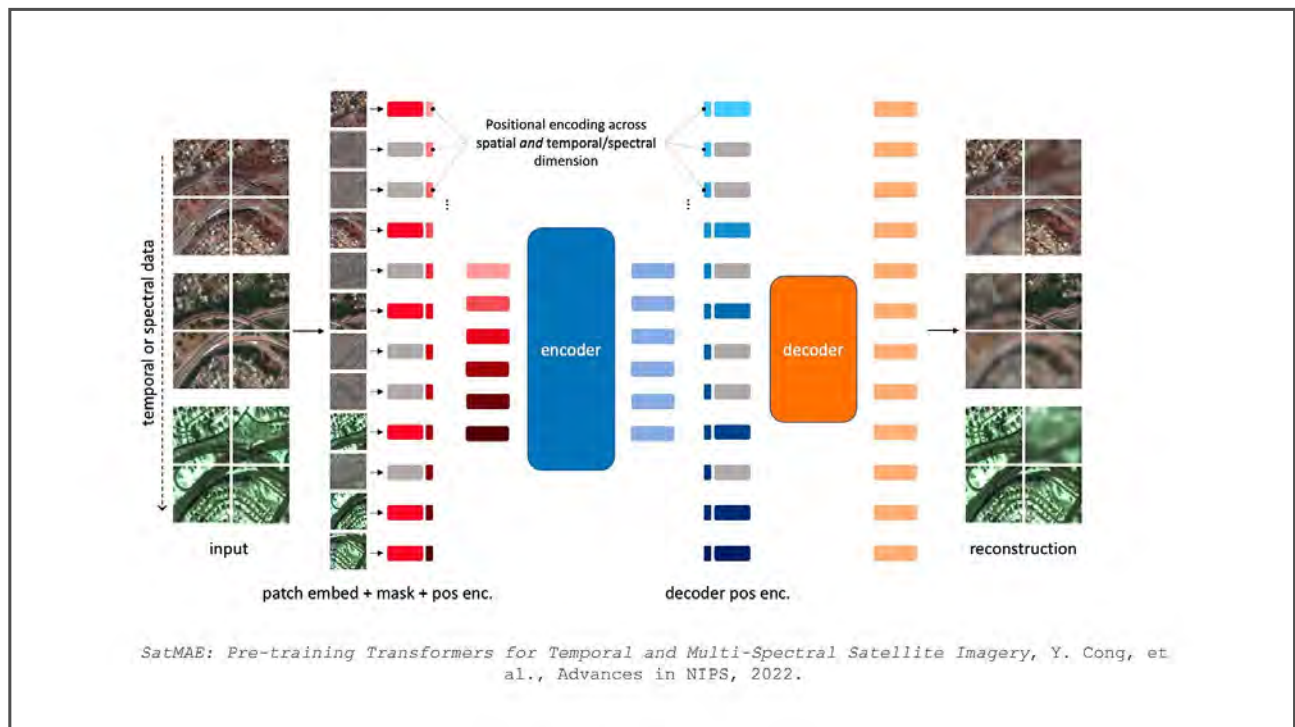 Positional encoding across
spatial and temporal/spectral
dimension
...
...
temporal or spectral data
encoder
decoder
input
reconstruction
patch embed + mask + pos enc.
decoder pos enc.
SatMAE: Pre-training Transformers for Temporal and Multi-Spectral Satellite Imagery, Y. Cong, et
al., Advances in NIPS, 2022.